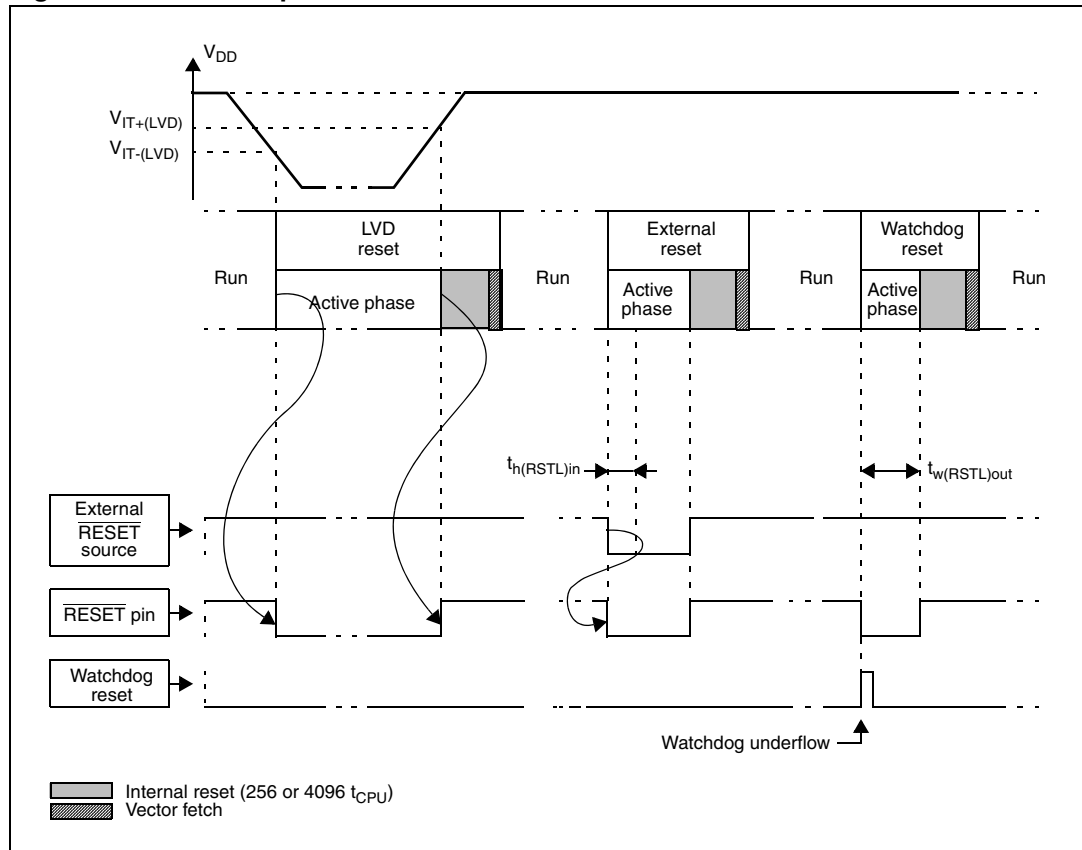 V_DD
V_IT+(LVD)
V_IT-(LVD)
LVD
reset
External
reset
Watchdog
reset
Run
Active phase
Run
Active
phase
Run
Active
phase
Run
t_h(RSTL)in
t_w(RSTL)out
External
RESET
source
RESET pin
Watchdog
reset
Watchdog underflow
Internal reset (256 or 4096 t_CPU)
Vector fetch